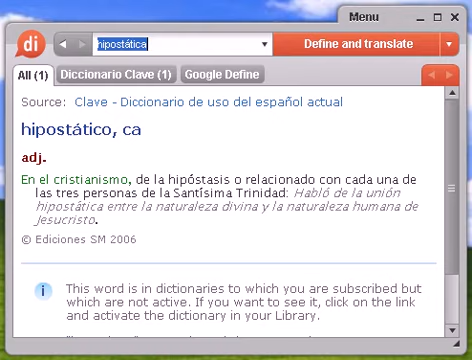 Menu
di
hipostática
Define and translate
All (1)
Diccionario Clave (1)
Google Define
Source: Clave - Diccionario de uso del español actual
hipostático, ca
adj.
En el cristianismo, de la hipóstasis o relacionado con cada una de
las tres personas de la Santísima Trinidad: Habló de la unión
hipostática entre la naturaleza divina y la naturaleza humana de
Jesucristo.
© Ediciones SM 2006
i
This word is in dictionaries to which you are subscribed but
which are not active. If you want to see it, click on the link
and activate the dictionary in your Library.